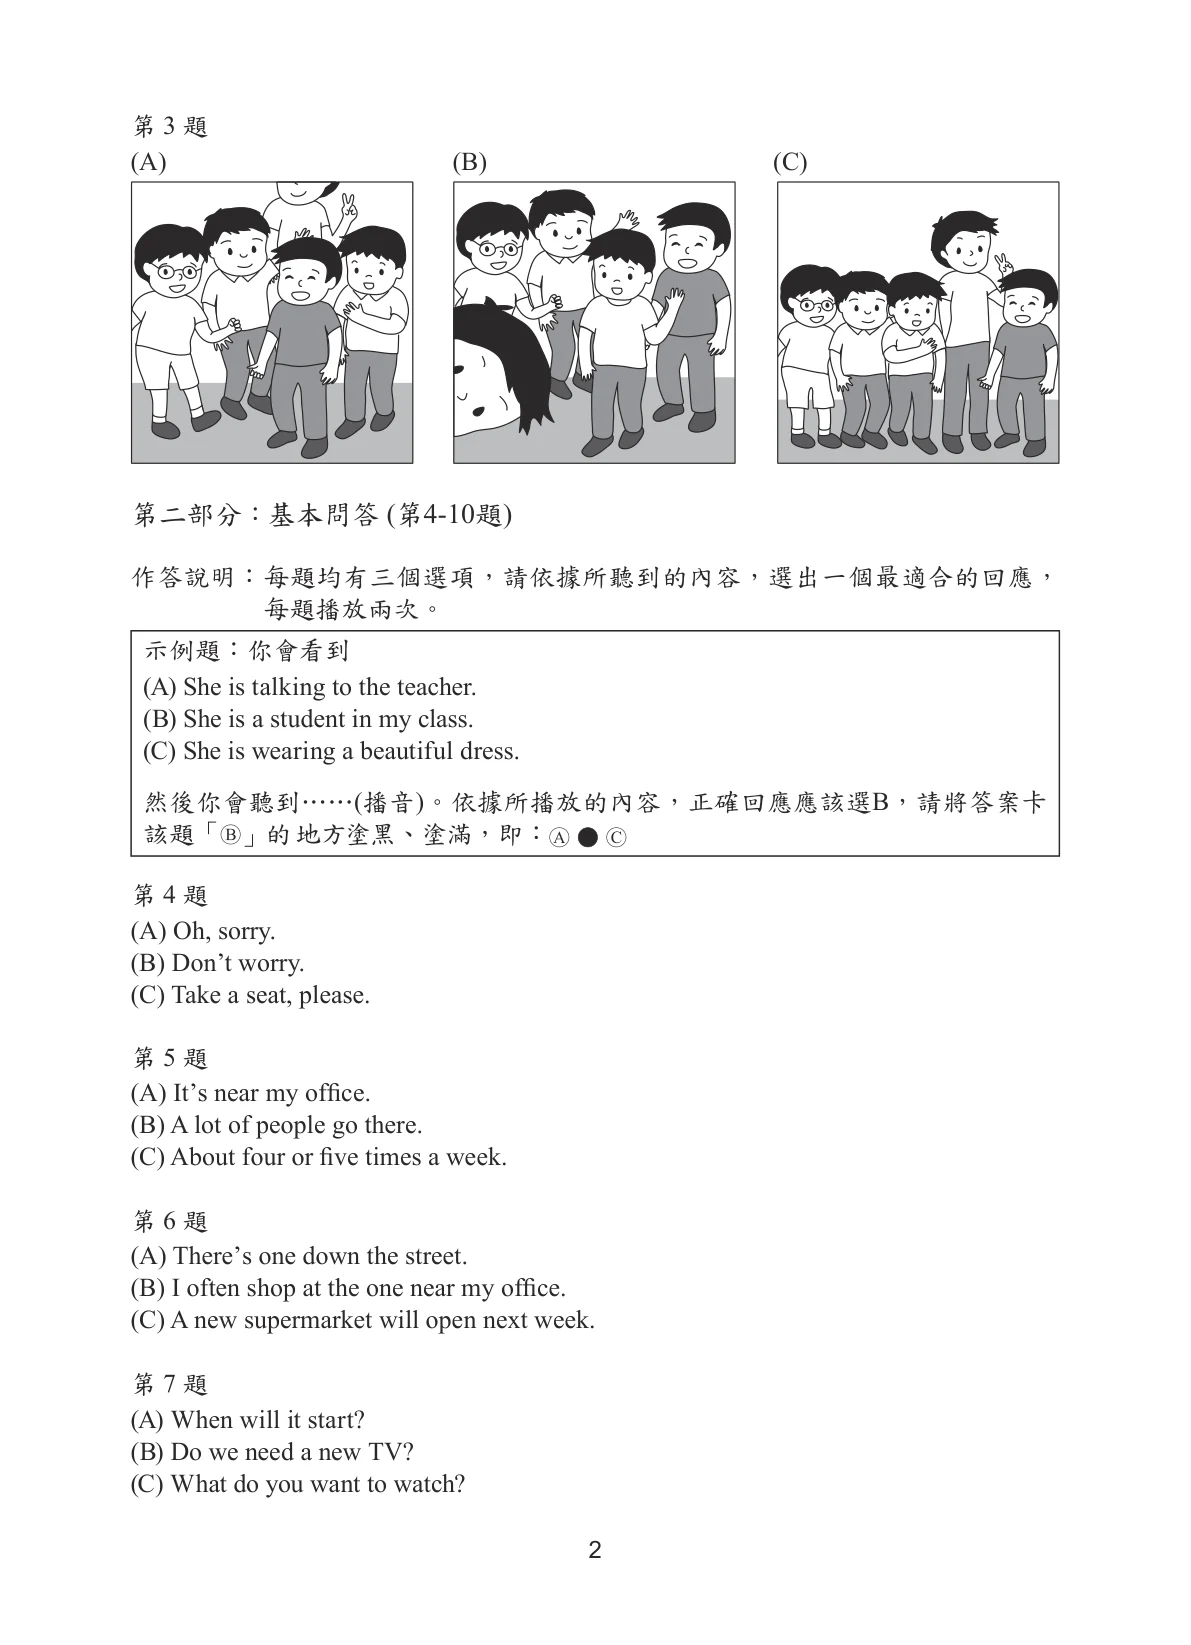 第 3 題
(A) (B) (C)
第二部分：基本問答 (第4-10題)
作答說明：每題均有三個選項，請依據所聽到的內容，選出一個最適合的回應，
每題播放兩次。
示例題：你會看到
(A) She is talking to the teacher.
(B) She is a student in my class.
(C) She is wearing a beautiful dress.
然後你會聽到⋯⋯(播音)。依據所播放的內容，正確回應應該選B，請將答案卡
該題「Ⓑ」的 地方塗黑、塗滿，即：Ⓐ ● Ⓒ
第 4 題
(A) Oh, sorry.
(B) Don’t worry.
(C) Take a seat, please.
第 5 題
(A) It’s near my office.
(B) A lot of people go there.
(C) About four or five times a week.
第 6 題
(A) There’s one down the street.
(B) I often shop at the one near my office.
(C) A new supermarket will open next week.
第 7 題
(A) When will it start?
(B) Do we need a new TV?
(C) What do you want to watch?
2